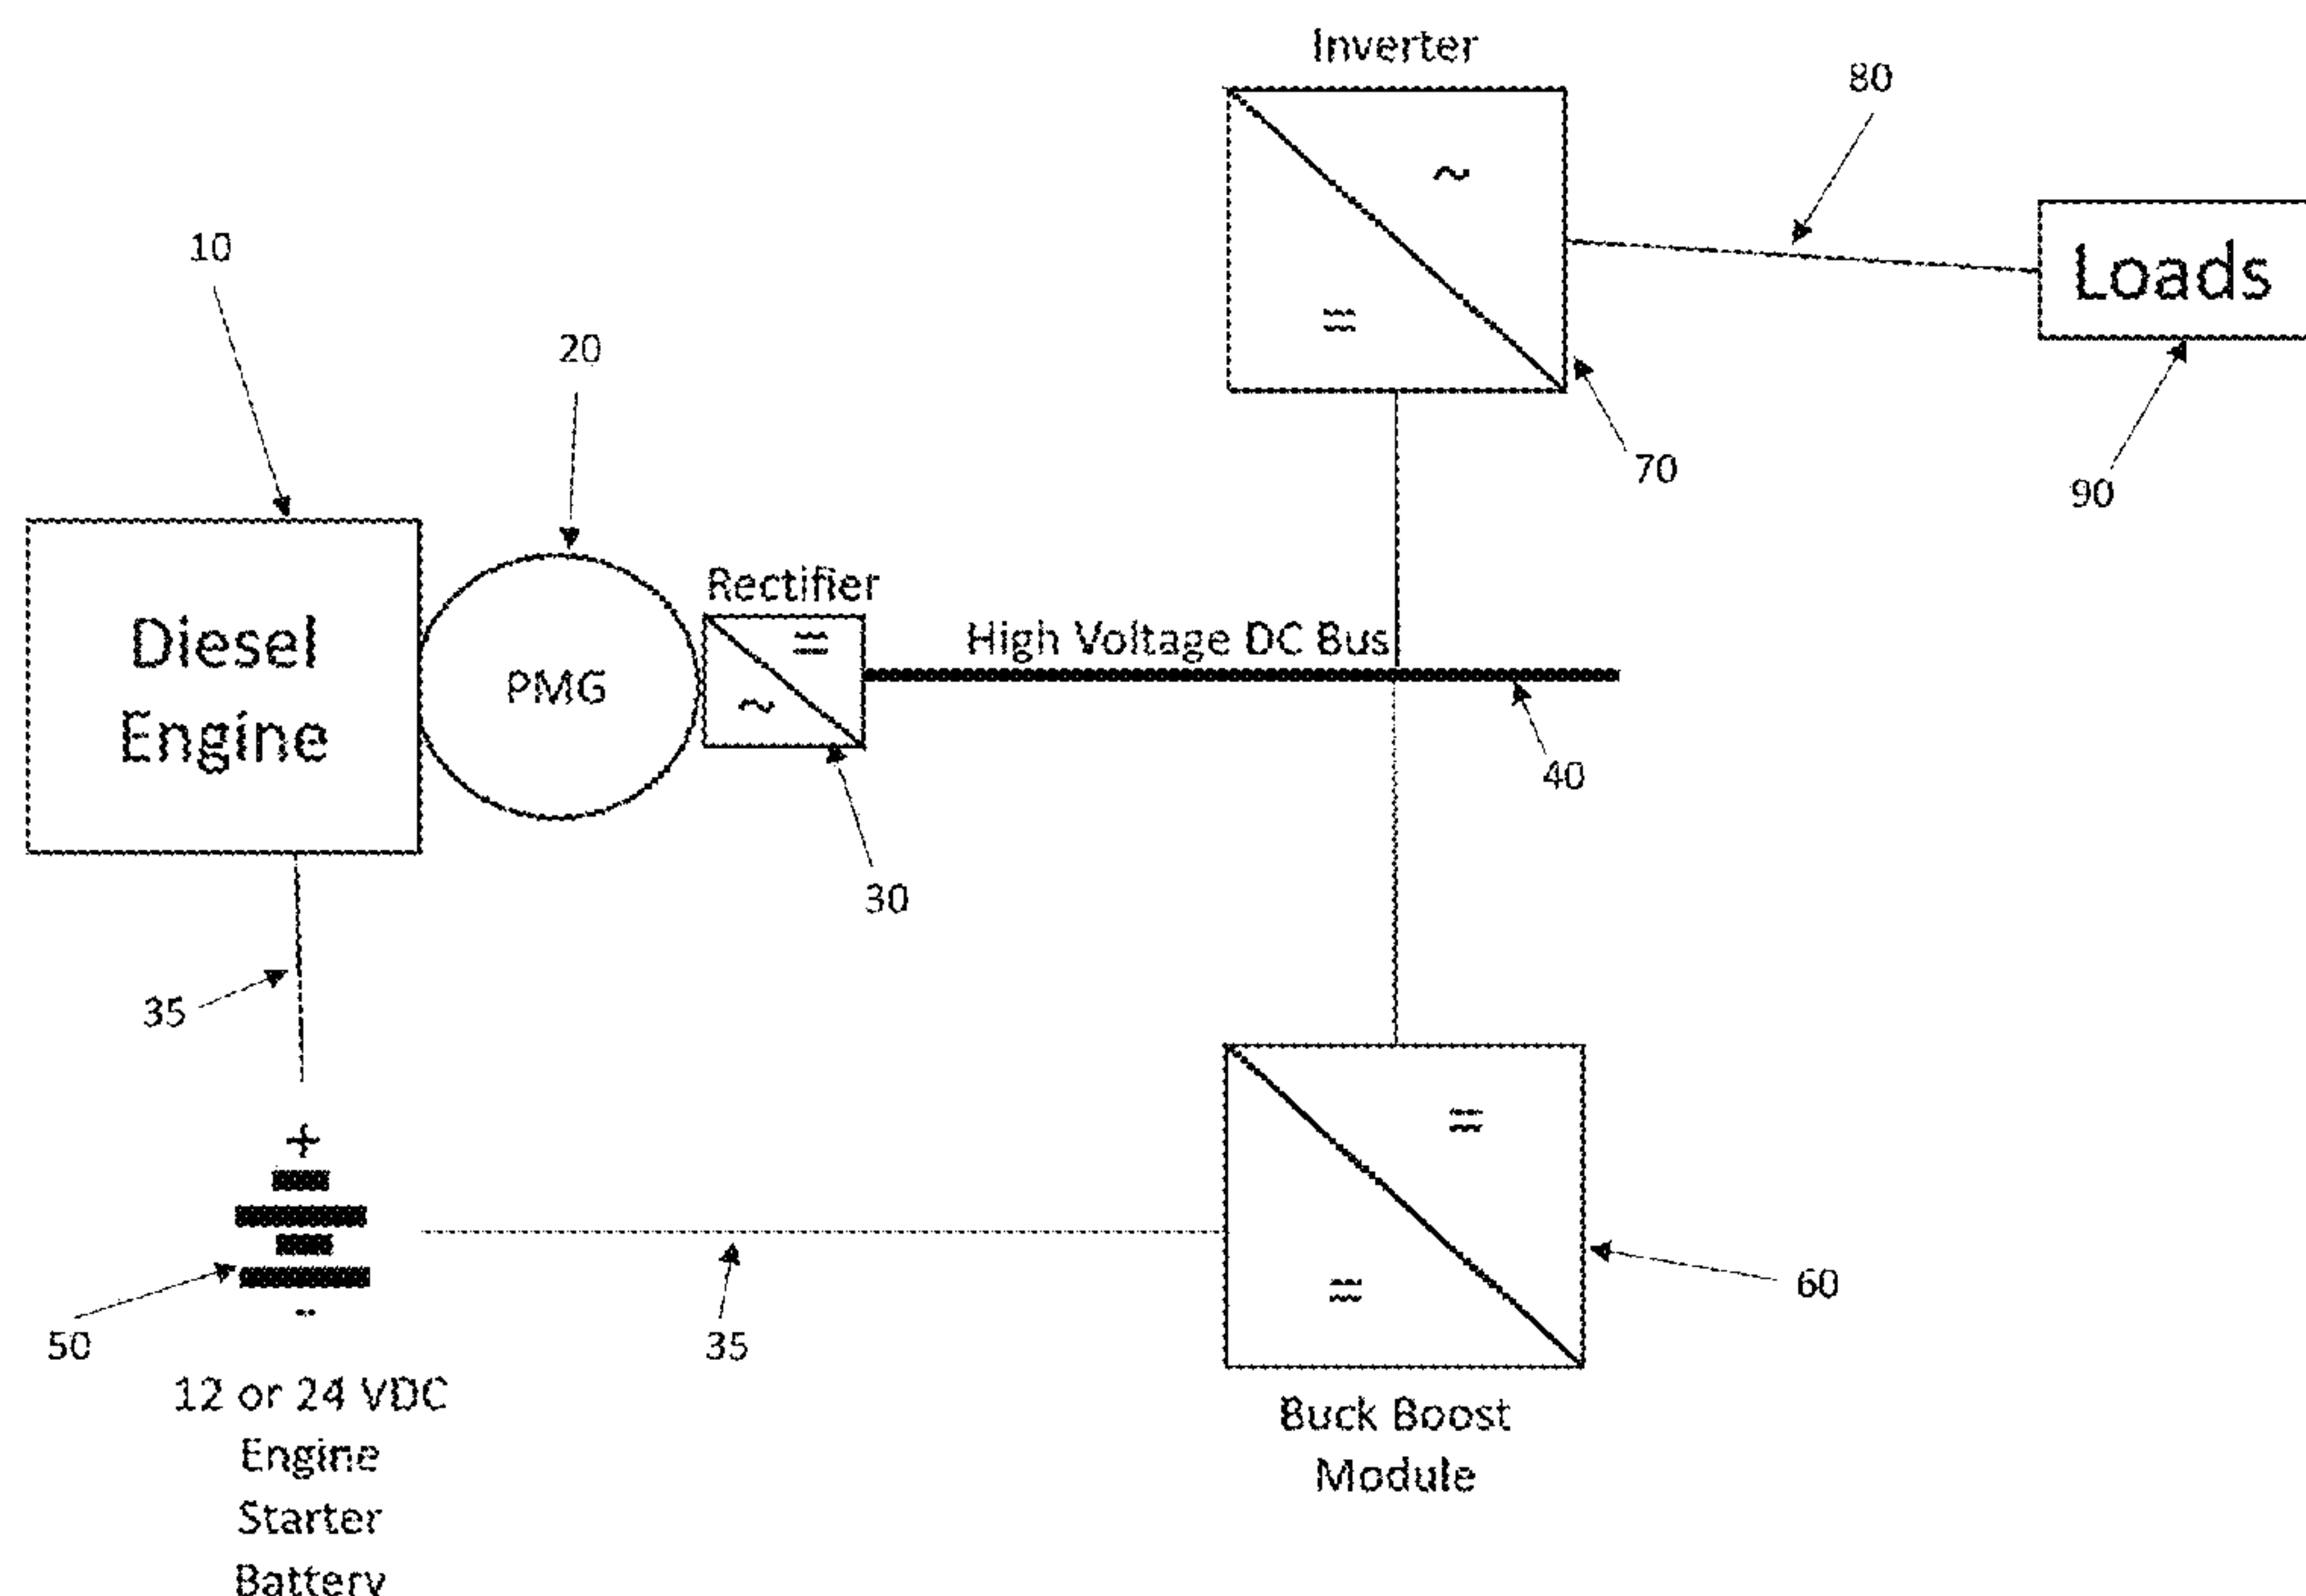 Inverter
80
~
=
Loads
10
70
90
20
Rectifier
=
~
High Voltage DC Bus
Diesel
Engine
PMG
40
30
35
+
=
=
60
-
50
35
12 or 24 VDC
Engine
Starter
Battery
Buck Boost
Module